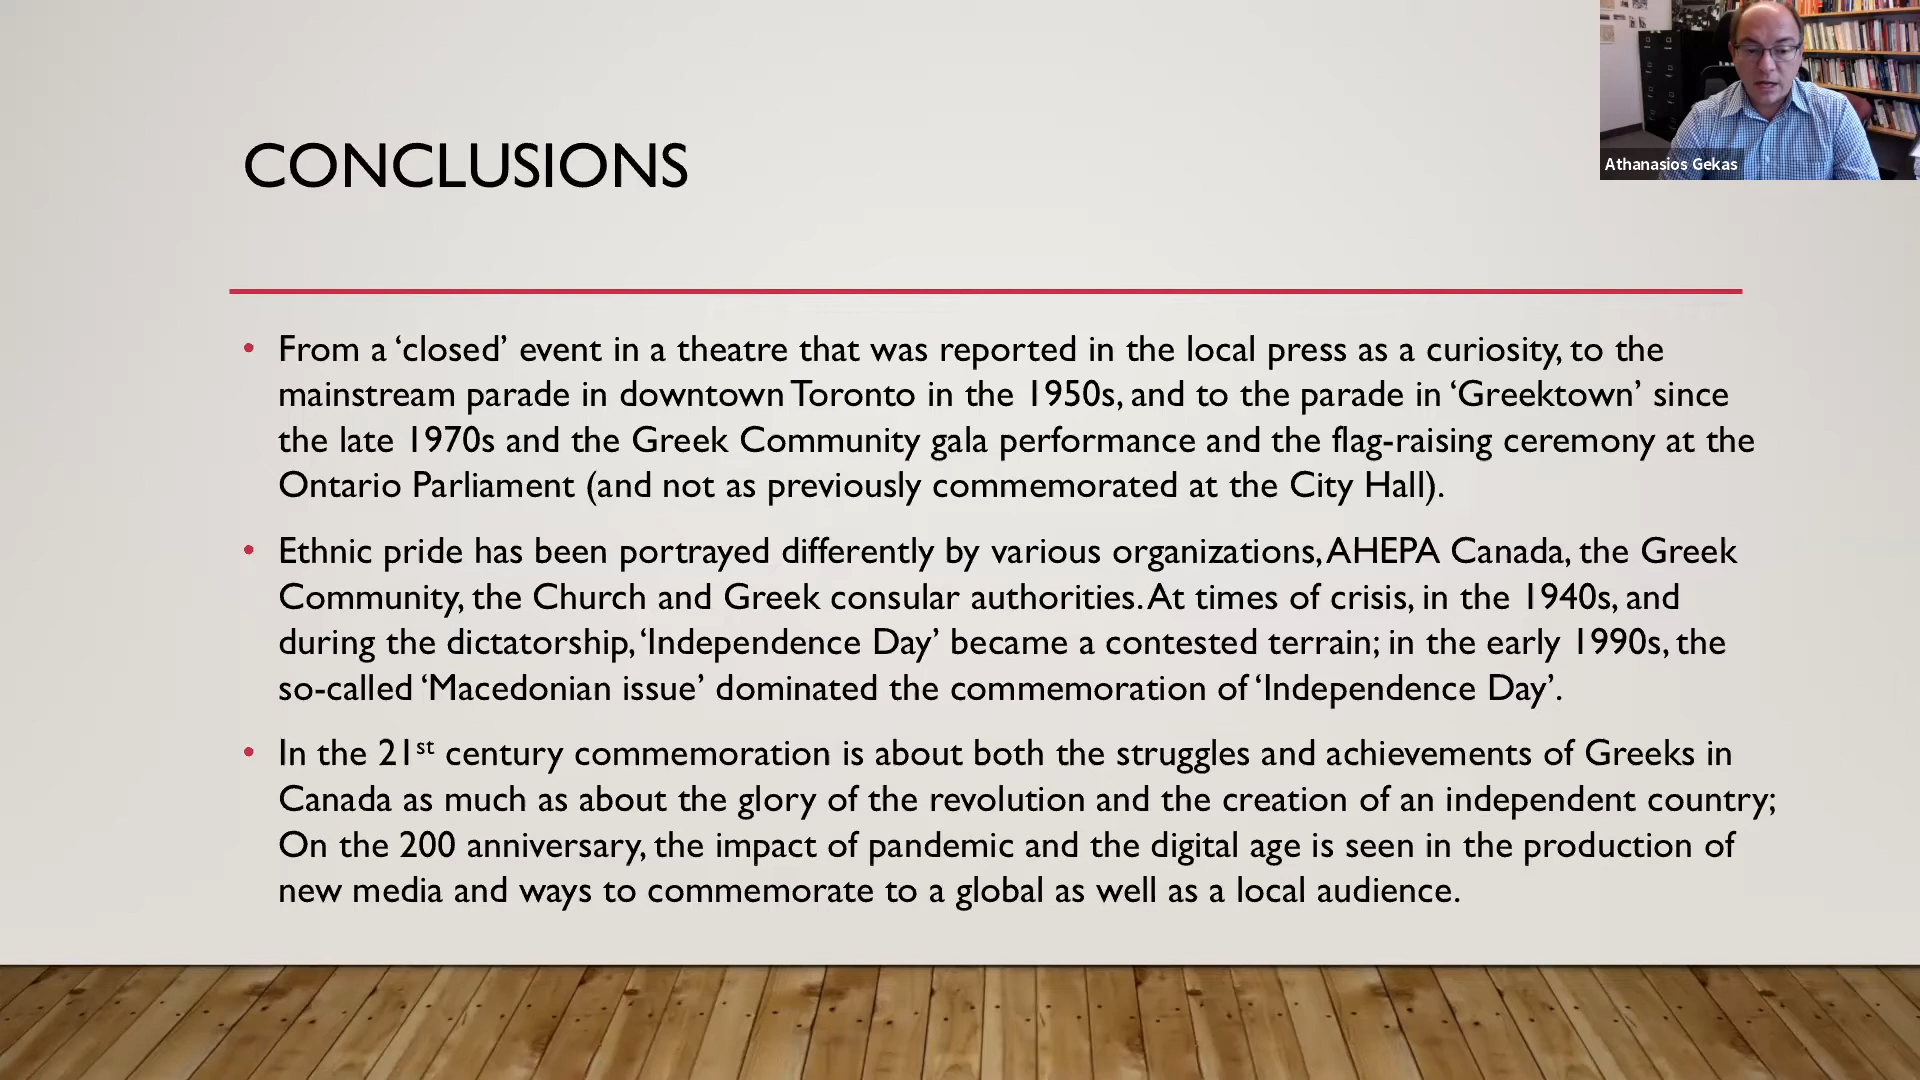 CONCLUSIONS
Athanasios Gekas
• From a ‘closed’ event in a theatre that was reported in the local press as a curiosity, to the
mainstream parade in downtown Toronto in the 1950s, and to the parade in ‘Greektown’ since
the late 1970s and the Greek Community gala performance and the flag-raising ceremony at the
Ontario Parliament (and not as previously commemorated at the City Hall).
• Ethnic pride has been portrayed differently by various organizations, AHEPA Canada, the Greek
Community, the Church and Greek consular authorities. At times of crisis, in the 1940s, and
during the dictatorship, ‘Independence Day’ became a contested terrain; in the early 1990s, the
so-called ‘Macedonian issue’ dominated the commemoration of ‘Independence Day’.
• In the 21st century commemoration is about both the struggles and achievements of Greeks in
Canada as much as about the glory of the revolution and the creation of an independent country;
On the 200 anniversary, the impact of pandemic and the digital age is seen in the production of
new media and ways to commemorate to a global as well as a local audience.